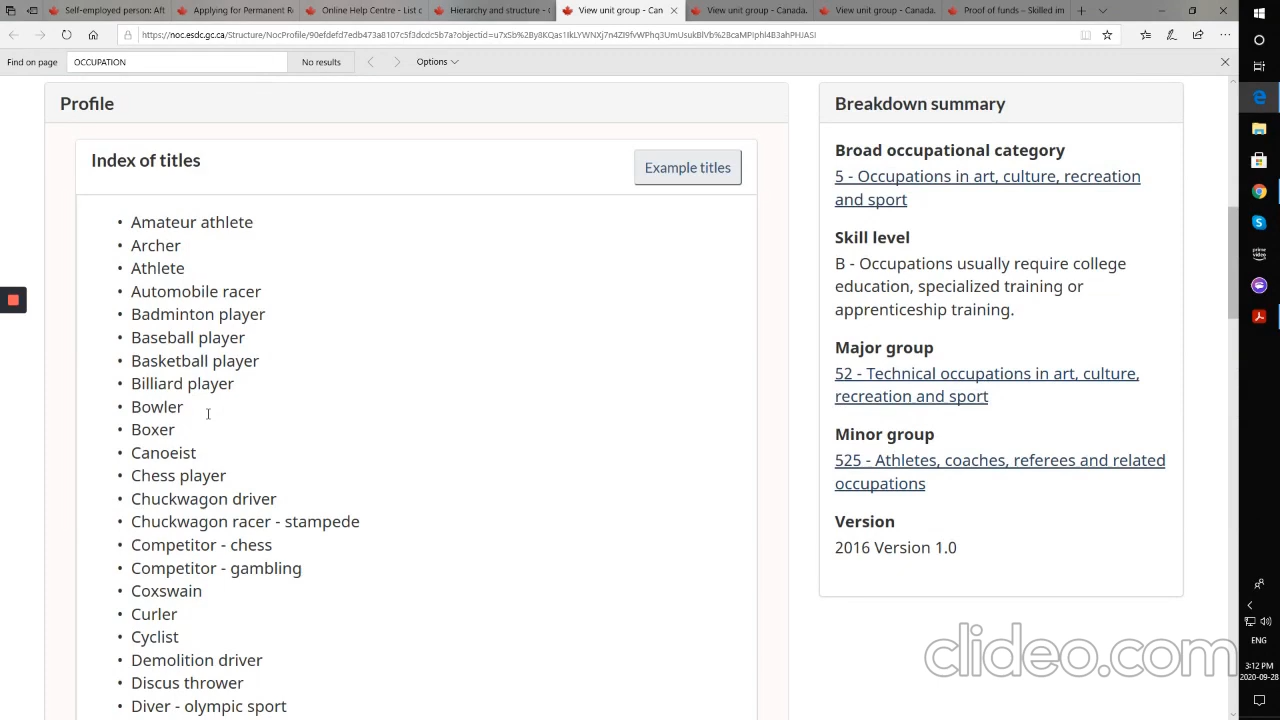 Self-employed person: Aft
Applying for Permanent Re
Online Help Centre - List o
Hierarchy and structure - C
View unit group - Can
View unit group - Canada.
View unit group - Canada.
Proof of funds – Skilled im
Find on page
OCCUPATION
No results
Options
Profile
Index of titles
Example titles
• Amateur athlete
• Archer
• Athlete
• Automobile racer
• Badminton player
• Baseball player
• Basketball player
• Billiard player
• Bowler
• Boxer
• Canoeist
• Chess player
• Chuckwagon driver
• Chuckwagon racer - stampede
• Competitor - chess
• Competitor - gambling
• Coxswain
• Curler
• Cyclist
• Demolition driver
• Discus thrower
• Diver - olympic sport
Breakdown summary
Broad occupational category
5 - Occupations in art, culture, recreation
and sport
Skill level
B - Occupations usually require college
education, specialized training or
apprenticeship training.
Major group
52 - Technical occupations in art, culture,
recreation and sport
Minor group
525 - Athletes, coaches, referees and related
occupations
Version
2016 Version 1.0
clideo.com
prime
video
ENG
3:12 PM
2020-09-28